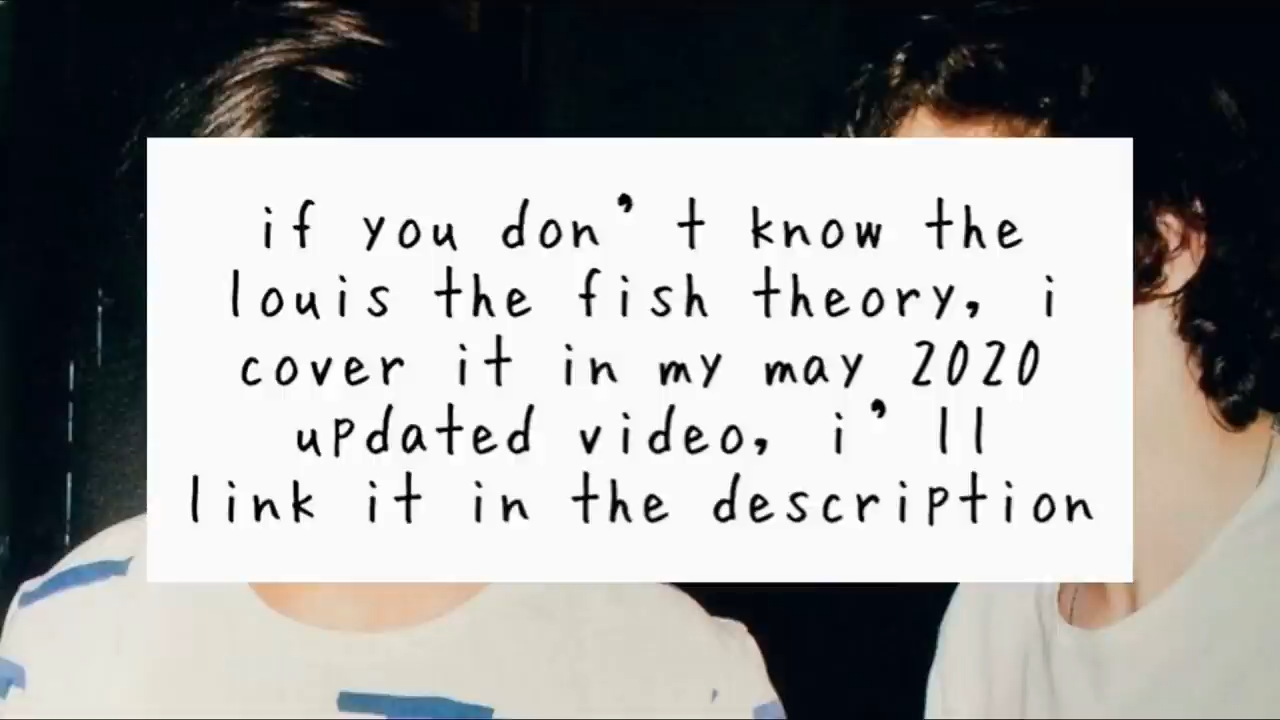 if you don't know the
louis the fish theory, i
cover it in my may 2020
updated video, i'll
link it in the description